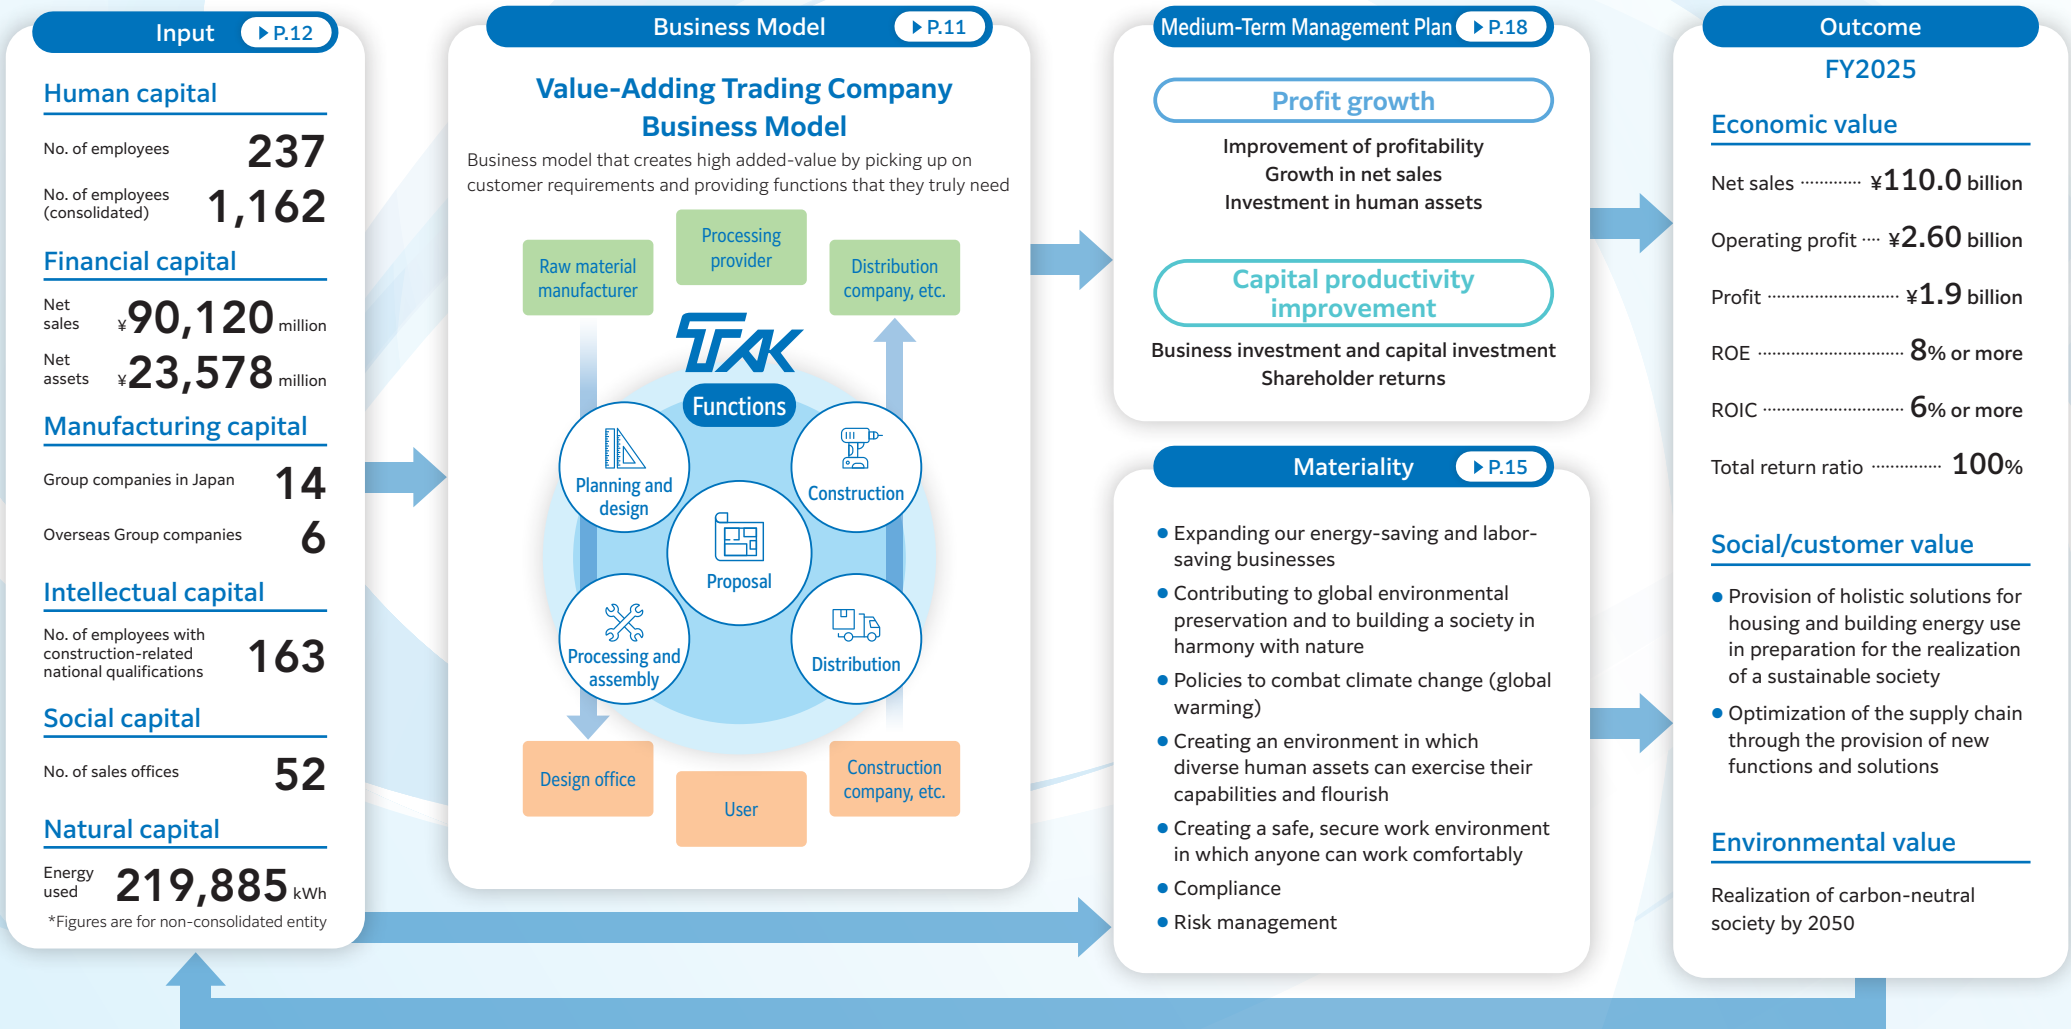 Input
P.12
Human capital
No. of employees
237
No. of employees
(consolidated)
1,162
Financial capital
Net
sales
¥90,120 million
Net
assets
¥23,578 million
Manufacturing capital
Group companies in Japan
14
Overseas Group companies
6
Intellectual capital
No. of employees with
construction-related
national qualifications
163
Social capital
No. of sales offices
52
Natural capital
Energy
used
219,885 kWh
*Figures are for non-consolidated entity
Business Model
P.11
Value-Adding Trading Company
Business Model
Business model that creates high added-value by picking up on
customer requirements and providing functions that they truly need
Raw material
manufacturer
Processing
provider
Distribution
company, etc.
TTAK
Functions
Planning and
design
Construction
Proposal
Processing and
assembly
Distribution
Design office
User
Construction
company, etc.
Medium-Term Management Plan
P.18
Profit growth
Improvement of profitability
Growth in net sales
Investment in human assets
Capital productivity
improvement
Business investment and capital investment
Shareholder returns
Materiality
P.15
• Expanding our energy-saving and labor-
saving businesses
• Contributing to global environmental
preservation and to building a society in
harmony with nature
• Policies to combat climate change (global
warming)
• Creating an environment in which
diverse human assets can exercise their
capabilities and flourish
• Creating a safe, secure work environment
in which anyone can work comfortably
• Compliance
• Risk management
Outcome
FY2025
Economic value
Net sales ············· ¥110.0 billion
Operating profit ···· ¥2.60 billion
Profit ···························· ¥1.9 billion
ROE ······························· 8% or more
ROIC ······························ 6% or more
Total return ratio ··············· 100%
Social/customer value
• Provision of holistic solutions for
housing and building energy use
in preparation for the realization
of a sustainable society
• Optimization of the supply chain
through the provision of new
functions and solutions
Environmental value
Realization of carbon-neutral
society by 2050